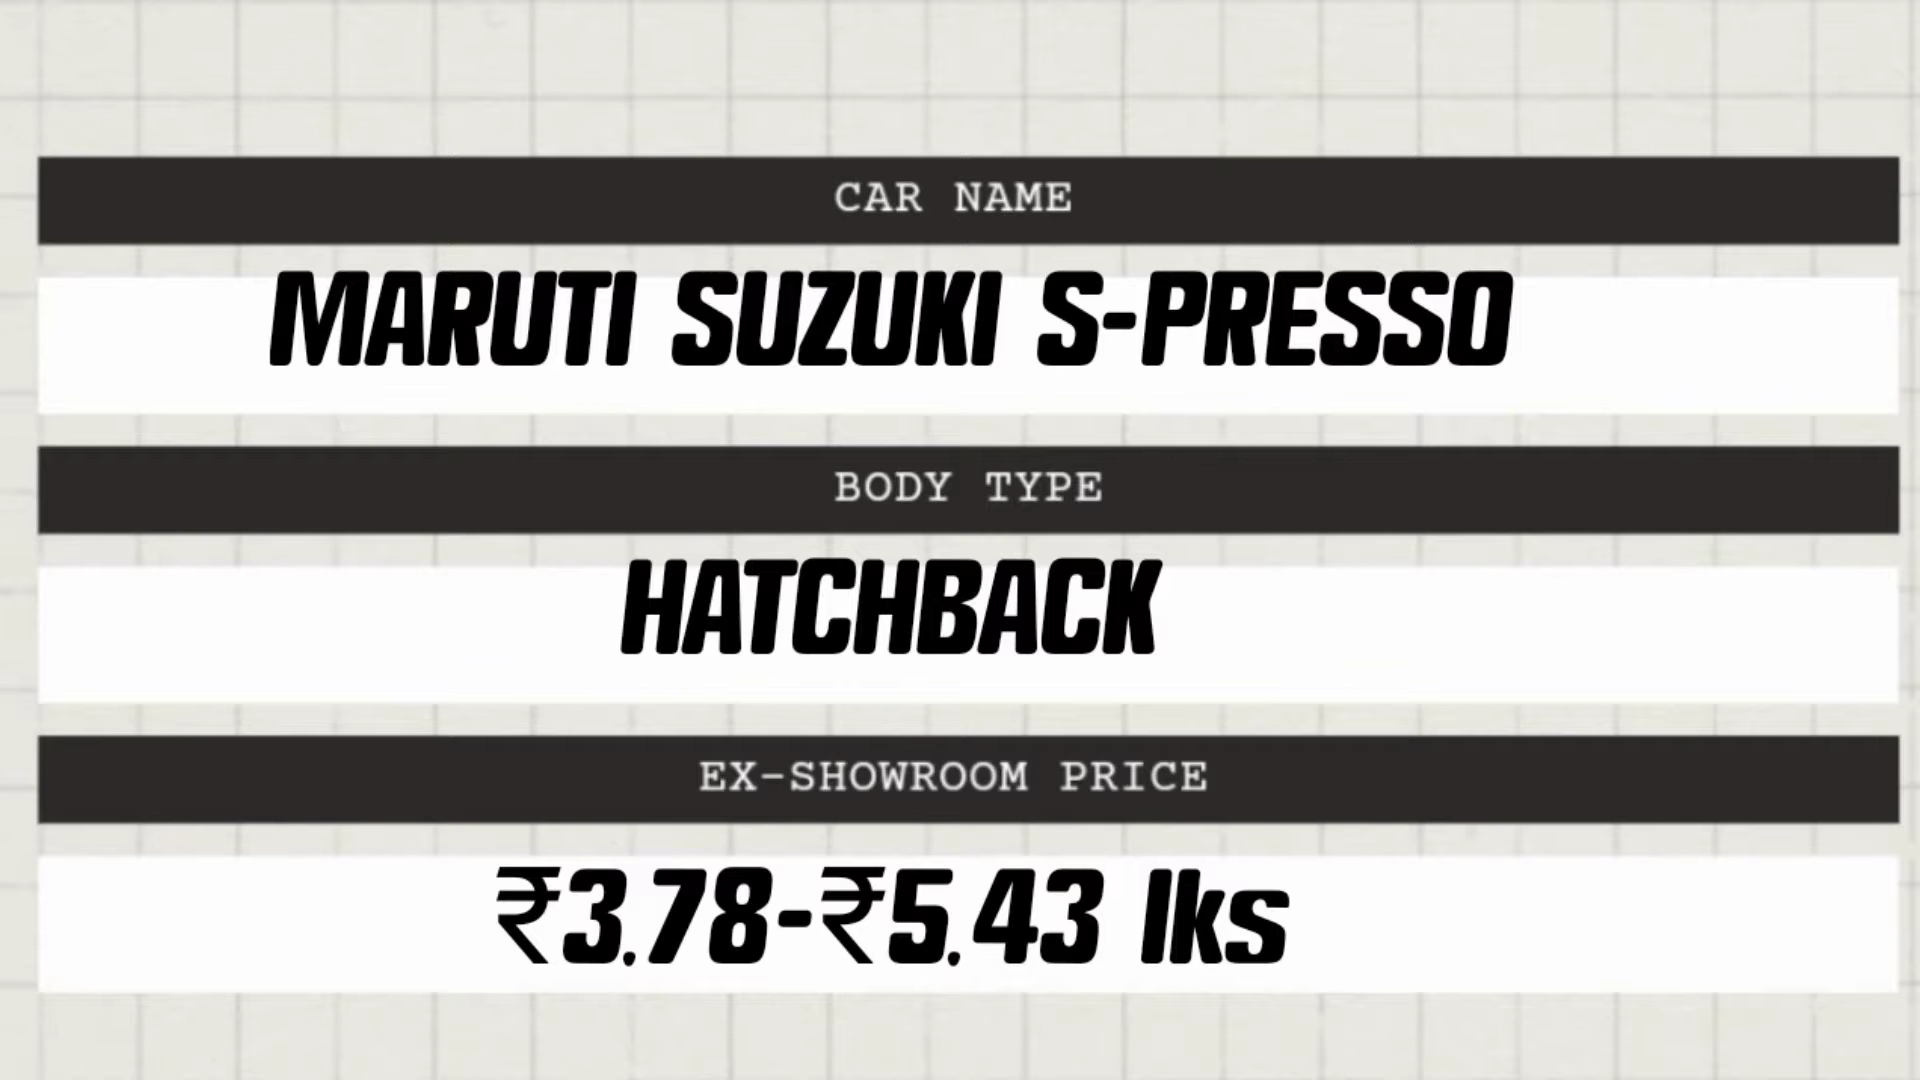 CAR NAME
MARUTI SUZUKI S-PRESSO
BODY TYPE
HATCHBACK
EX-SHOWROOM PRICE
₹3.78-₹5.43 lks